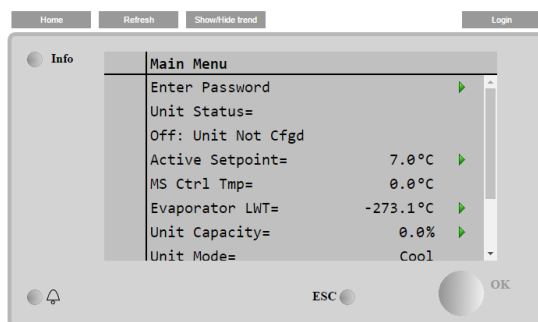 Home Refresh Show/Hide trend Login
Info
Main Menu
Enter Password
Unit Status=
Off: Unit Not Cfgd
Active Setpoint= 7.0°C
MS Ctrl Tmp= 0.0°C
Evaporator LWT= -273.1°C
Unit Capacity= 0.0%
Unit Mode= Cool
OK
ESC